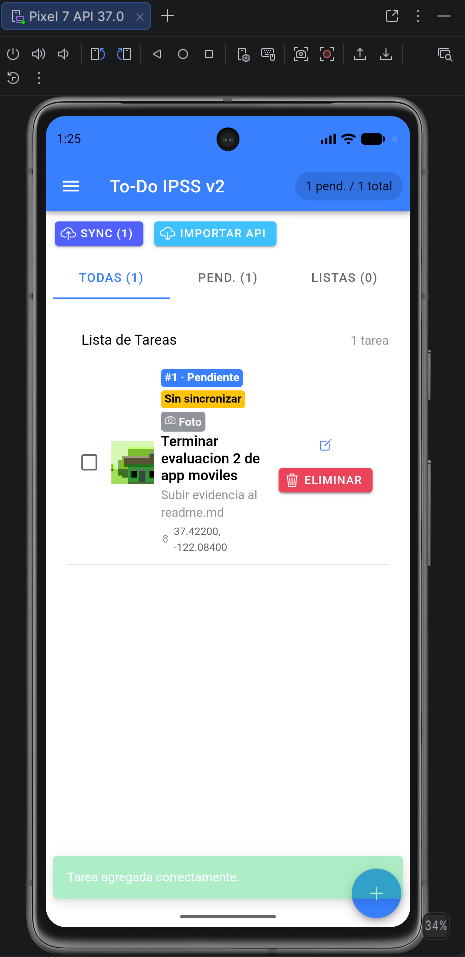 Pixel 7 API 37.0
1:25
To-Do IPSS v2
1 pend. / 1 total
SYNC (1)
IMPORTAR API
TODAS (1)
PEND. (1)
LISTAS (0)
Lista de Tareas
1 tarea
#1 · Pendiente
Sin sincronizar
Foto
Terminar
evaluacion 2 de
app moviles
Subir evidencia al
readme.md
37.42200,
-122.08400
ELIMINAR
Tarea agregada correctamente.
34%